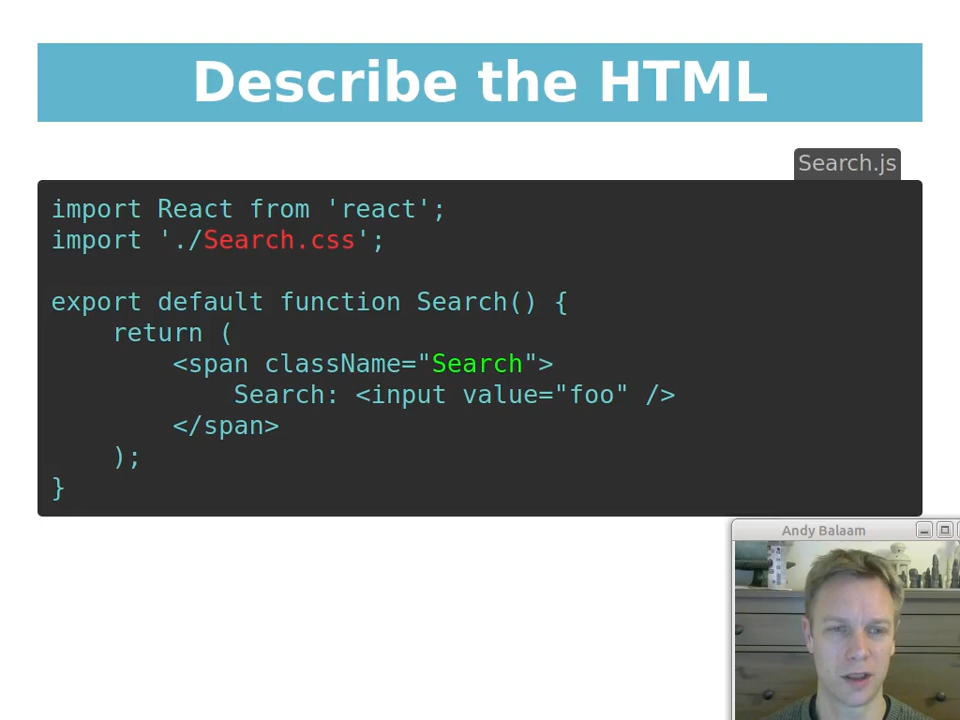 Describe the HTML
Search.js
import React from 'react';
import './Search.css';
export default function Search() {
    return (
        <span className="Search">
            Search: <input value="foo" />
        </span>
    );
}
Andy Balaam